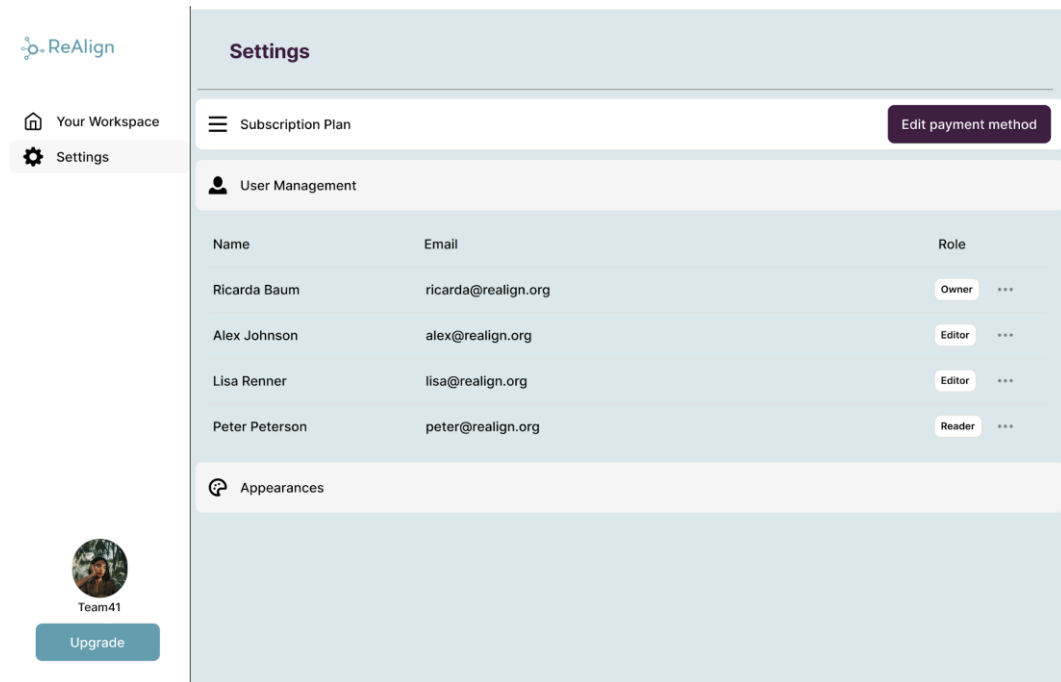 ReAlign
Settings
Your Workspace
Settings
Subscription Plan
Edit payment method
User Management
Name Email Role
Ricarda Baum ricarda@realign.org Owner
Alex Johnson alex@realign.org Editor
Lisa Renner lisa@realign.org Editor
Peter Peterson peter@realign.org Reader
Appearances
Team41
Upgrade